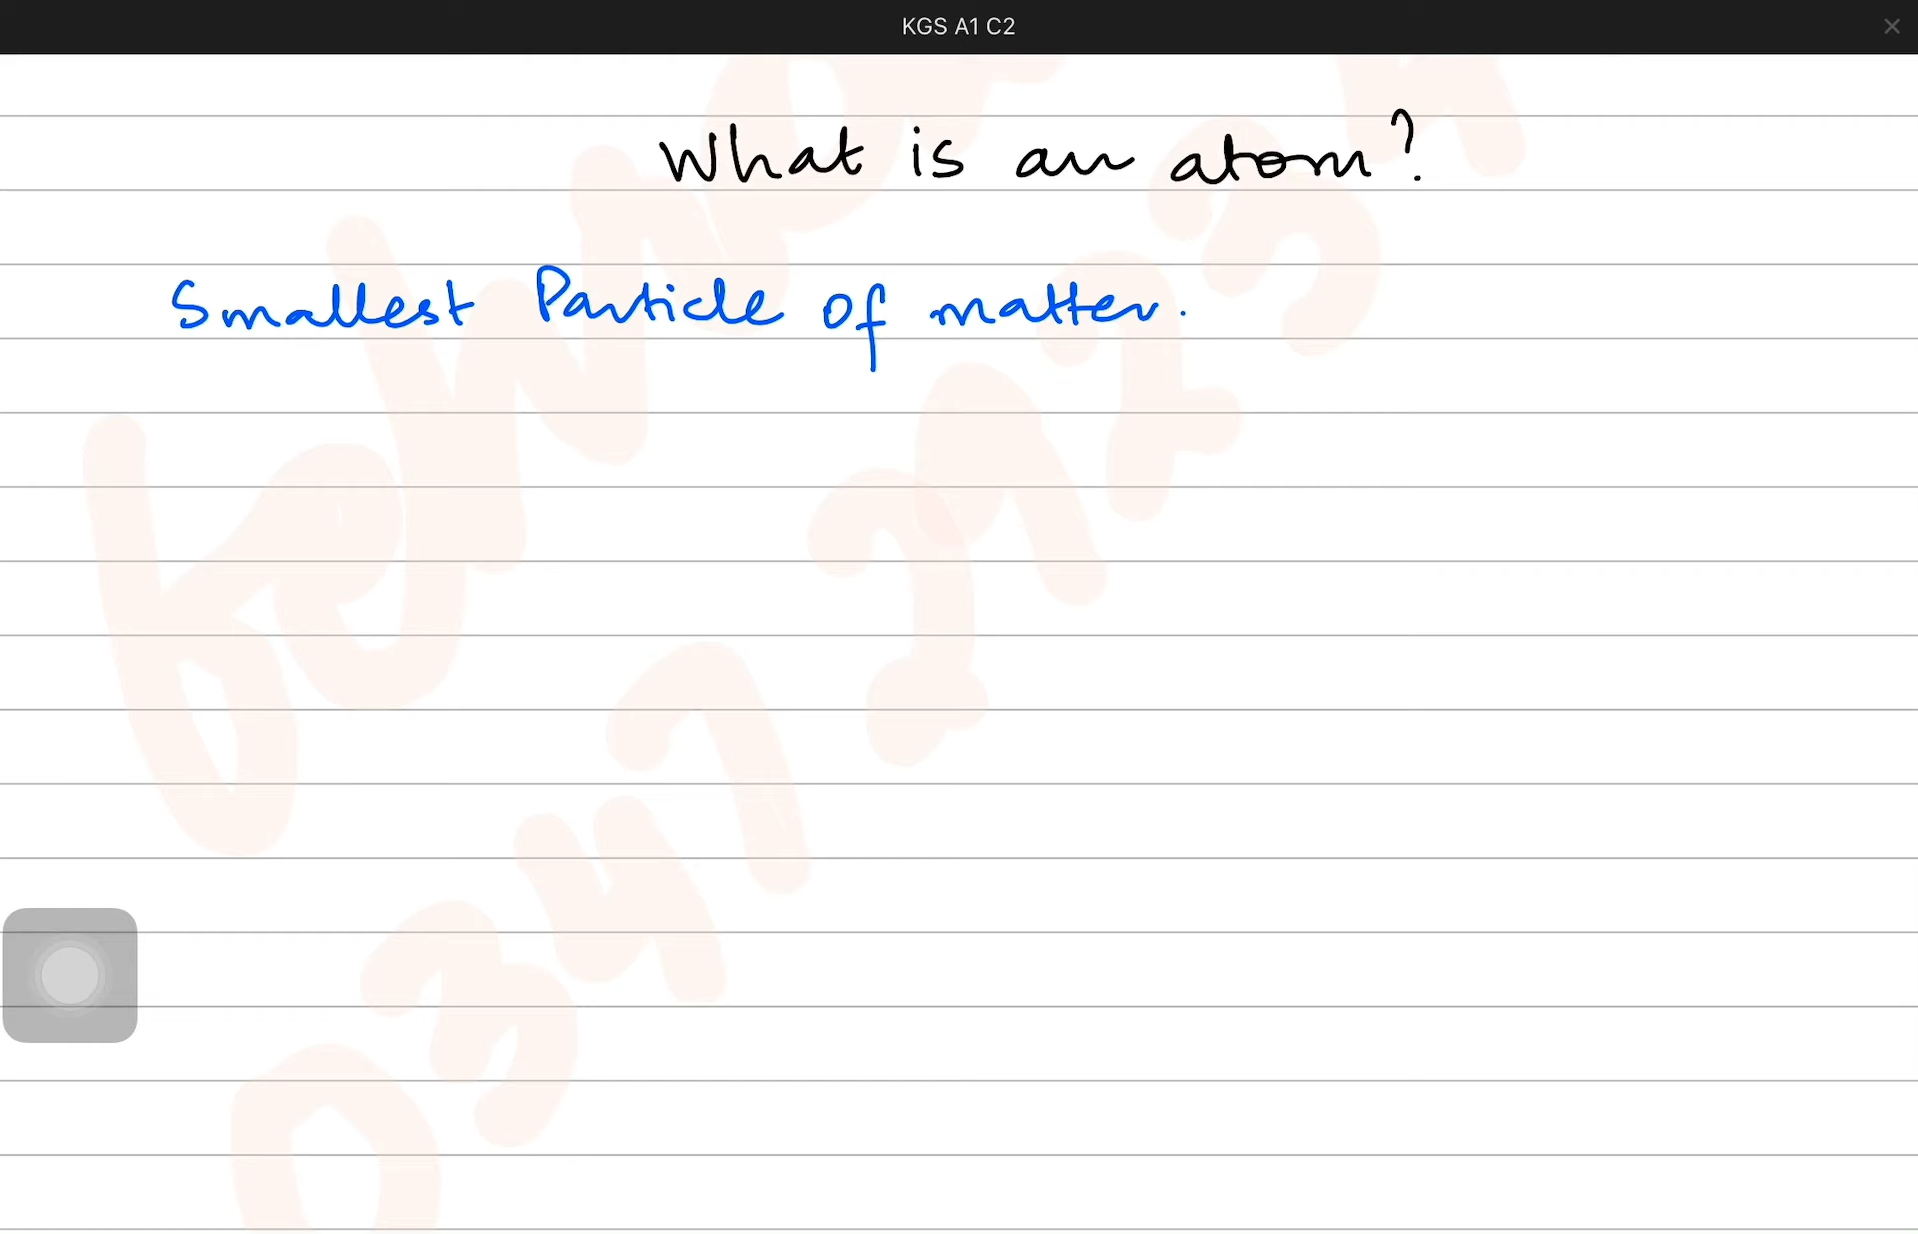 KGS A1 C2
What is an atom?
Smallest Particle of matter.